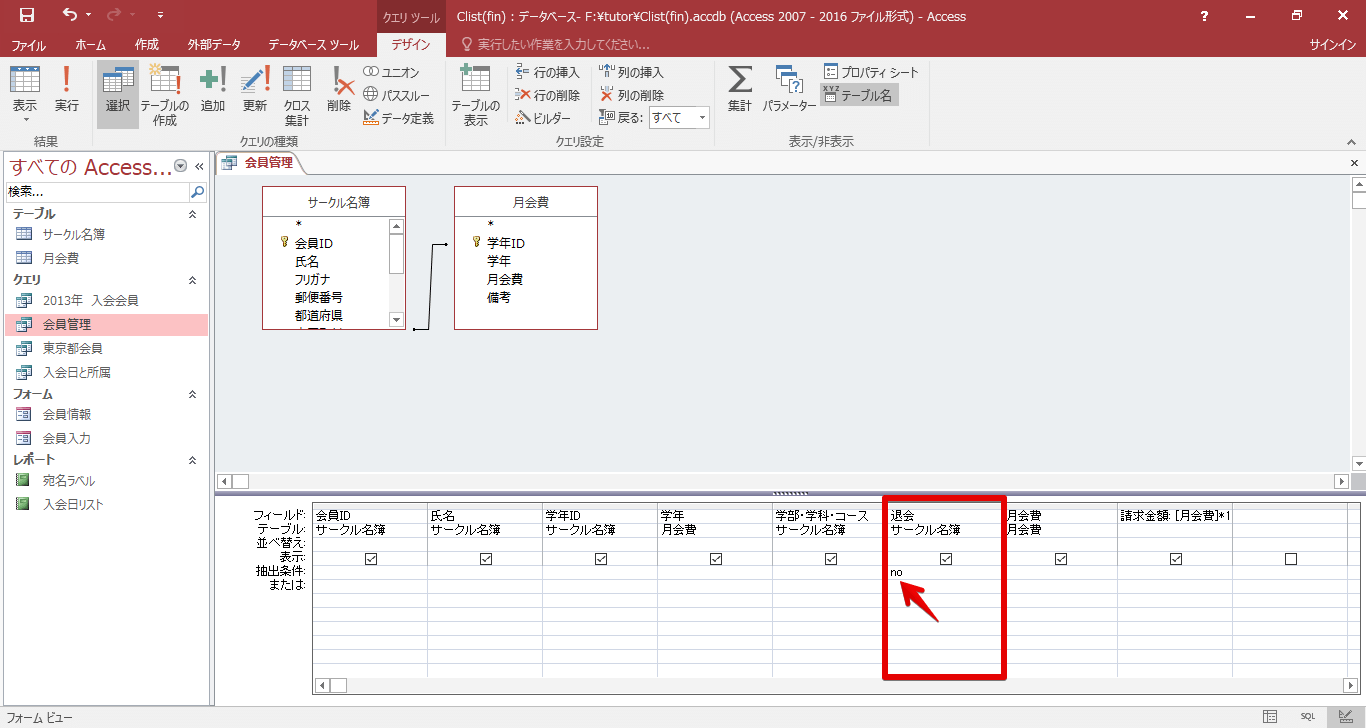 クエリ ツール
Clist(fin) : データベース- F:¥tutor¥Clist(fin).accdb (Access 2007 - 2016 ファイル形式) - Access
?
ファイル
ホーム
作成
外部データ
データベース ツール
デザイン
実行したい作業を入力してください...
サインイン
表示
実行
選択
テーブルの
作成
追加
更新
クロス
集計
削除
ユニオン
パススルー
データ定義
テーブルの
表示
行の挿入
行の削除
ビルダー
列の挿入
列の削除
戻る: すべて
集計
パラメーター
プロパティ シート
XYZ テーブル名
結果
クエリの種類
クエリ設定
表示/非表示
すべての Access...
検索...
テーブル
サークル名簿
月会費
クエリ
2013年 入会会員
会員管理
東京都会員
入会日と所属
フォーム
会員情報
会員入力
レポート
宛名ラベル
入会日リスト
会員管理
サークル名簿
*
会員ID
氏名
フリガナ
郵便番号
都道府県
月会費
*
学年ID
学年
月会費
備考
フィールド: 会員ID 氏名 学年ID 学年 学部・学科・コース 退会 月会費 請求金額: [月会費]*1
テーブル: サークル名簿 サークル名簿 サークル名簿 月会費 サークル名簿 サークル名簿 月会費
並べ替え:
表示:
抽出条件: no
または:
フォーム ビュー
SQL